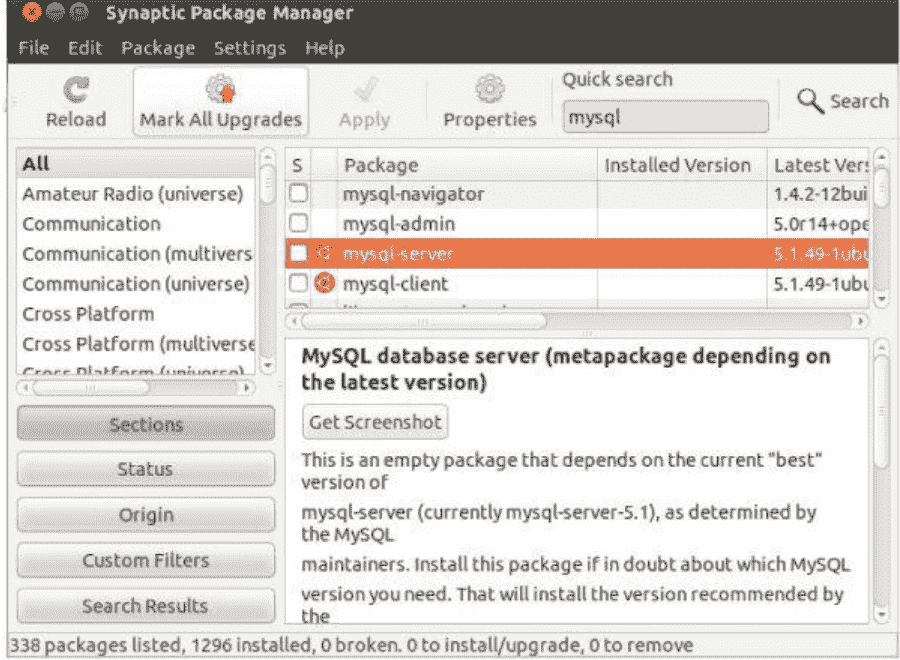 Synaptic Package Manager
File Edit Package Settings Help
Reload
Mark All Upgrades
Apply
Properties
Quick search
mysql
Search
All
Amateur Radio (universe)
Communication
Communication (multivers
Communication (universe)
Cross Platform
Cross Platform (multiverse
Cross Platform (universe)
Sections
Status
Origin
Custom Filters
Search Results
S Package Installed Version Latest Vers
mysql-navigator 1.4.2-12bui
mysql-admin 5.0r14+ope
mysql-server 5.1.49-1ubu
mysql-client 5.1.49-1ubu
MySQL database server (metapackage depending on
the latest version)
Get Screenshot
This is an empty package that depends on the current "best"
version of
mysql-server (currently mysql-server-5.1), as determined by
the MySQL
maintainers. Install this package if in doubt about which MySQL
version you need. That will install the version recommended by
the
338 packages listed, 1296 installed, 0 broken. 0 to install/upgrade, 0 to remove